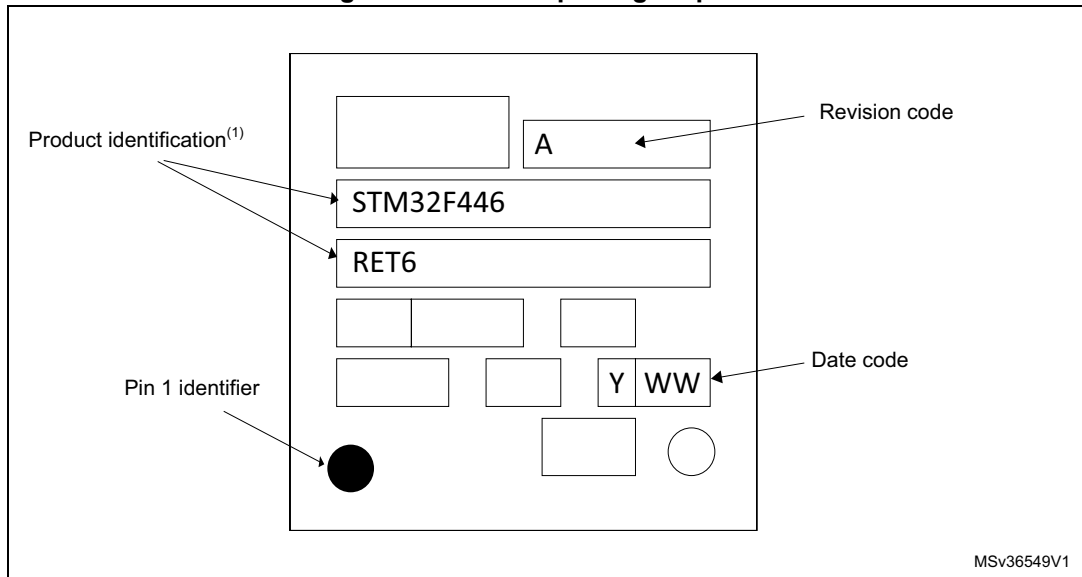 Revision code
Product identification(1)
A
STM32F446
RET6
Date code
Y WW
Pin 1 identifier
MSv36549V1